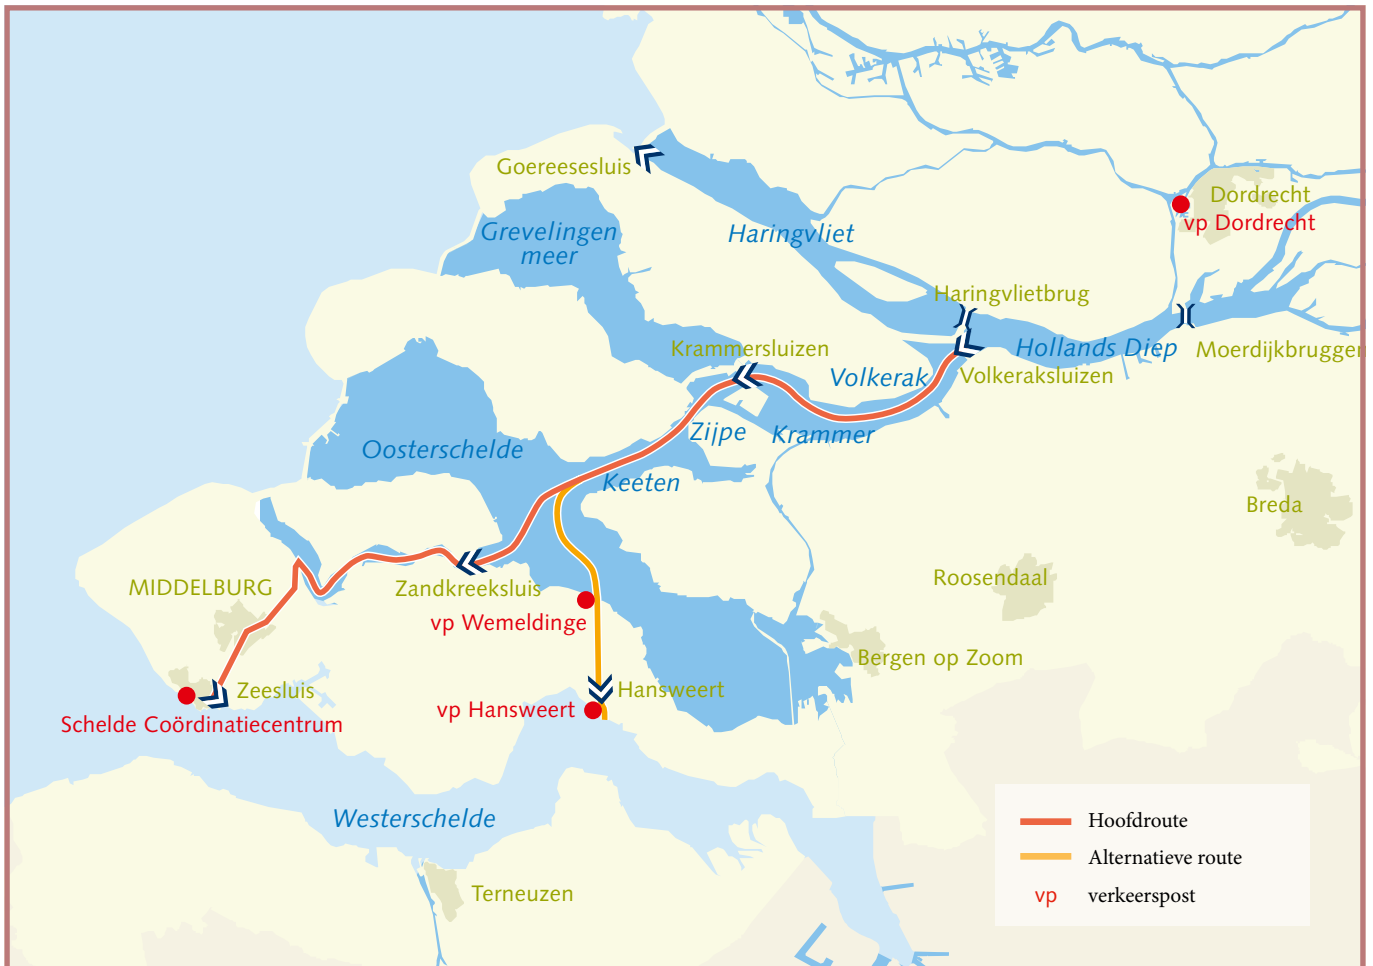 Goereesesluis
Dordrecht
vp Dordrecht
Grevelingen
meer
Haringvliet
Haringvlietbrug
Krammersluizen
Hollands Diep
Moerdijkbruggen
Volkerak
Volkeraksluizen
Zijpe
Krammer
Oosterschelde
Keeten
Breda
MIDDELBURG
Zandkreeksluis
Roosendaal
vp Wemeldinge
Bergen op Zoom
Zeesluis
Hansweert
vp Hansweert
Schelde Coördinatiecentrum
Westerschelde
Hoofdroute
Alternatieve route
vp verkeerspost
Terneuzen